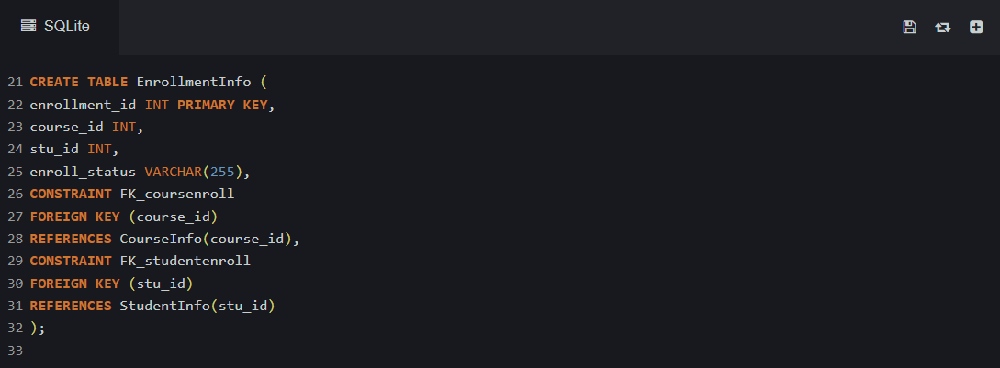 SQLite
21 CREATE TABLE EnrollmentInfo (
22 enrollment_id INT PRIMARY KEY,
23 course_id INT,
24 stu_id INT,
25 enroll_status VARCHAR(255),
26 CONSTRAINT FK_coursenroll
27 FOREIGN KEY (course_id)
28 REFERENCES CourseInfo(course_id),
29 CONSTRAINT FK_studentenroll
30 FOREIGN KEY (stu_id)
31 REFERENCES StudentInfo(stu_id)
32 );
33